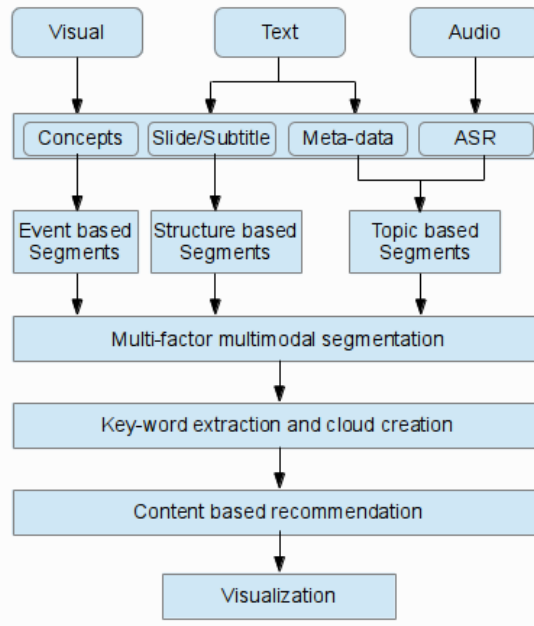 Visual
Text
Audio
Concepts
Slide/Subtitle
Meta-data
ASR
Event based
Segments
Structure based
Segments
Topic based
Segments
Multi-factor multimodal segmentation
Key-word extraction and cloud creation
Content based recommendation
Visualization